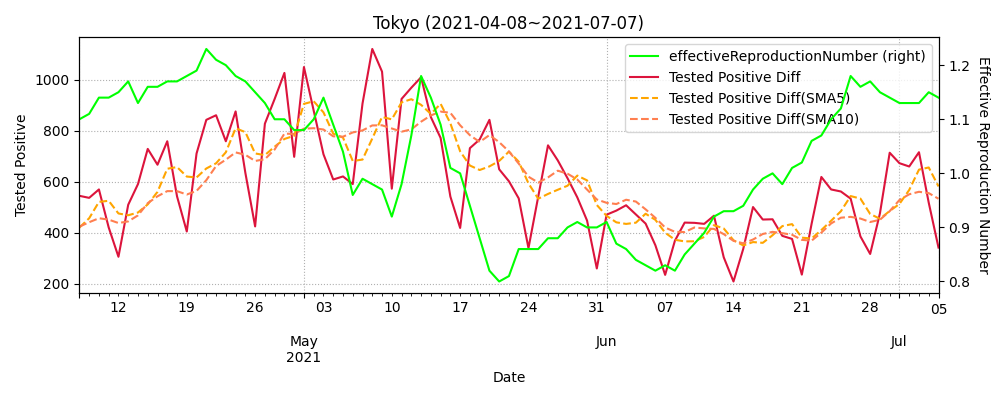 Tokyo (2021-04-08~2021-07-07)
effectiveReproductionNumber (right)
Tested Positive Diff
Tested Positive Diff(SMA5)
Tested Positive Diff(SMA10)
Tested Positive
1000
800
600
400
200
Effective Reproduction Number
1.2
1.1
1.0
0.9
0.8
12 19 26 03 10 17 24 31 07 14 21 28 05
May Jun Jul
2021
Date